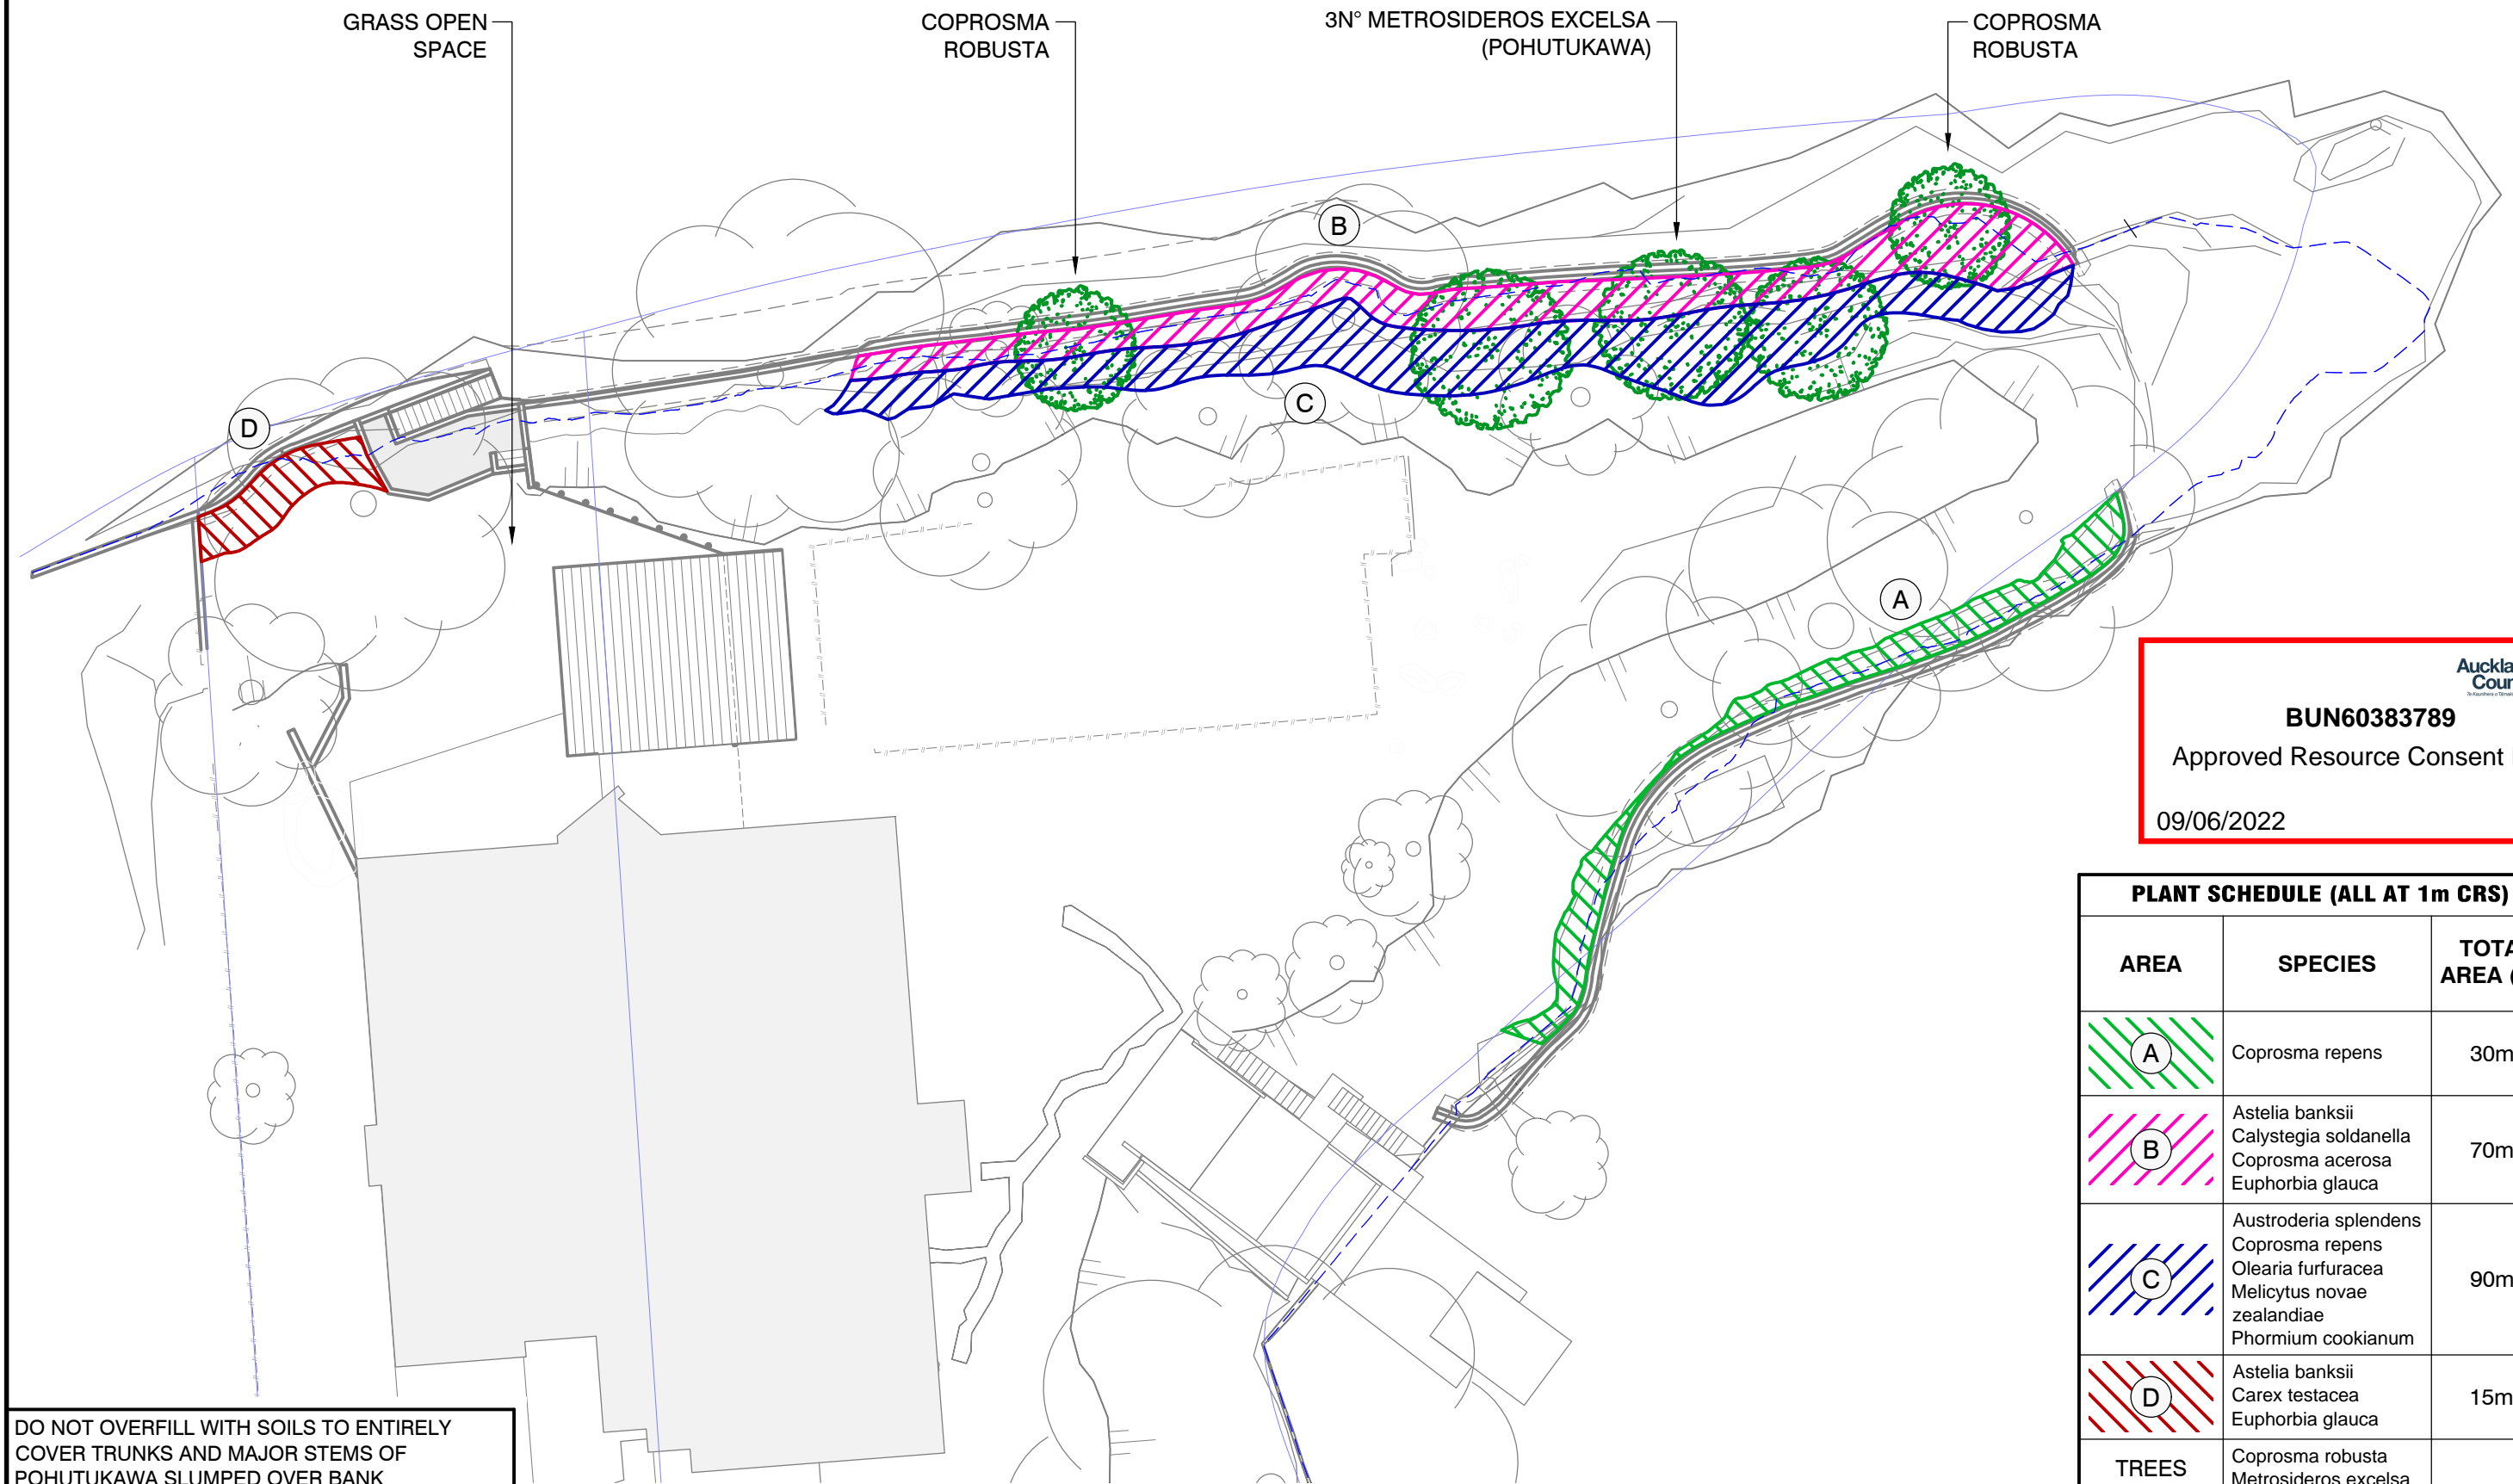 GRASS OPEN
SPACE
COPROSMA
ROBUSTA
3N° METROSIDEROS EXCELSA
(POHUTUKAWA)
COPROSMA
ROBUSTA
B
D
C
A
BUN60383789
Approved Resource Consent
09/06/2022
PLANT SCHEDULE (ALL AT 1m CRS)
AREA
SPECIES
TOTA
AREA (
A
Coprosma repens
30m
B
Astelia banksii
Calystegia soldanella
Coprosma acerosa
Euphorbia glauca
70m
C
Austroderia splendens
Coprosma repens
Olearia furfuracea
Melicytus novae
zealandiae
Phormium cookianum
90m
D
Astelia banksii
Carex testacea
Euphorbia glauca
15m
TREES
Coprosma robusta
Metrosideros excelsa
DO NOT OVERFILL WITH SOILS TO ENTIRELY
COVER TRUNKS AND MAJOR STEMS OF
POHUTUKAWA SLUMPED OVER BANK